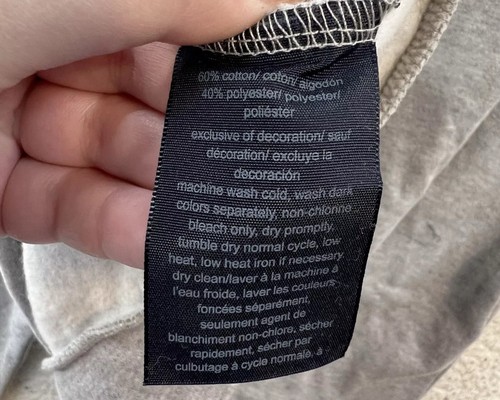 60% cotton/ coton/ algodón
40% polyester/ polyester/
poliéster
exclusive of decoration/ sauf
décoration/ excluye la
decoración
machine wash cold, wash dark
colors separately, non-chlorine
bleach only, dry promptly,
tumble dry normal cycle, low
heat, low heat iron if necessary
dry clean/laver à la machine à
l'eau froide, laver les couleurs
foncées séparément,
seulement agent de
blanchiment non-chlore, sécher
rapidement, sécher par
culbutage à cycle normale, à